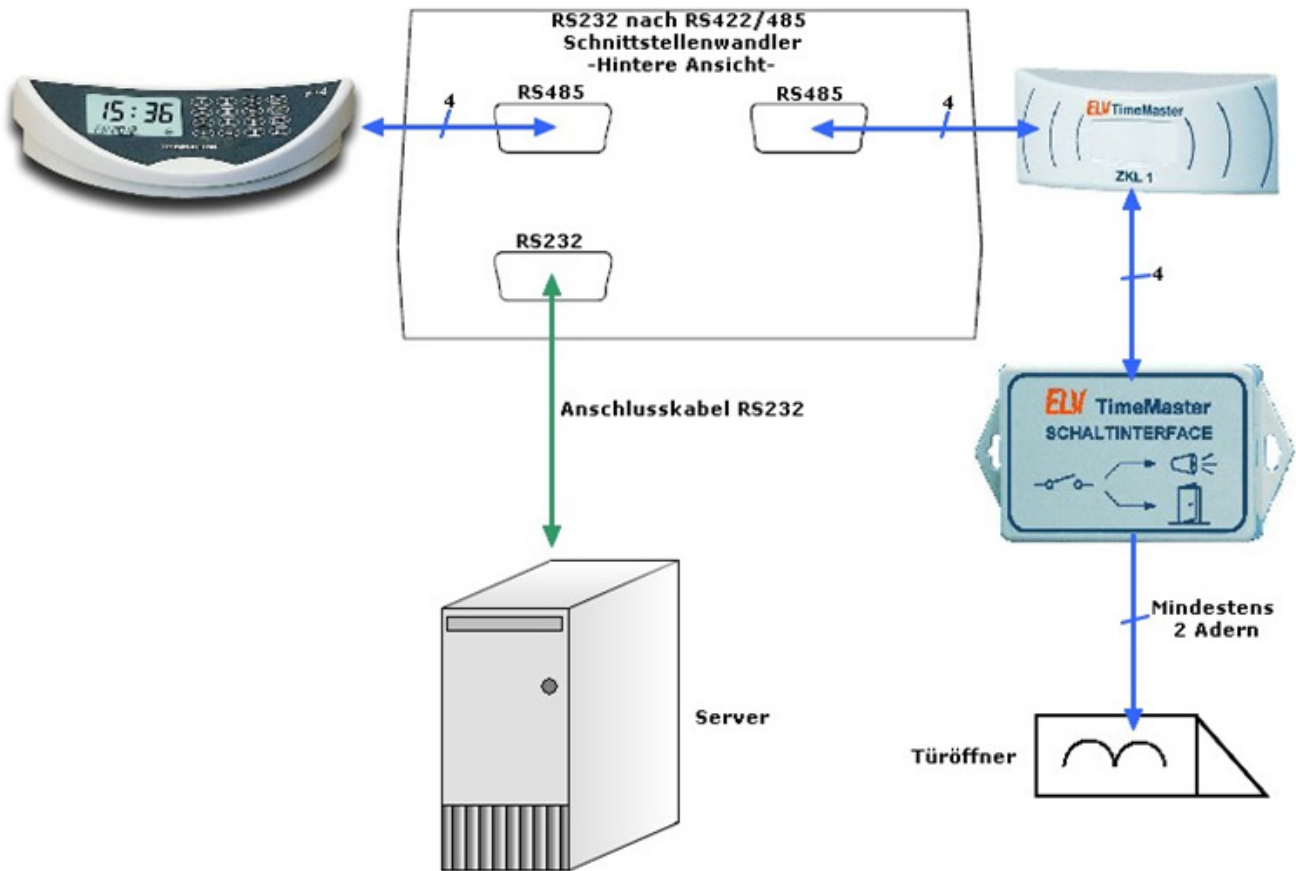 RS232 nach RS422/485
Schnittstellenwandler
-Hintere Ansicht-
15:36
4
RS485
RS485
4
ELV TimeMaster
ZKL 1
RS232
4
Anschlusskabel RS232
ELV TimeMaster
SCHALTINTERFACE
Mindestens
2 Adern
Server
Türöffner